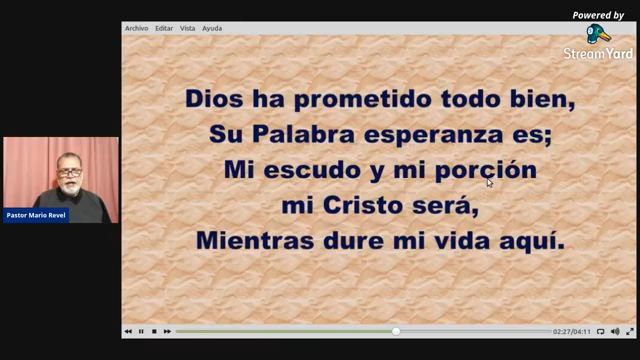 Powered by
StreamYard
Archivo Editar Vista Ayuda
Dios ha prometido todo bien,
Su Palabra esperanza es;
Mi escudo y mi porción
mi Cristo será,
Mientras dure mi vida aquí.
Pastor Mario Revel
02:27/04:11